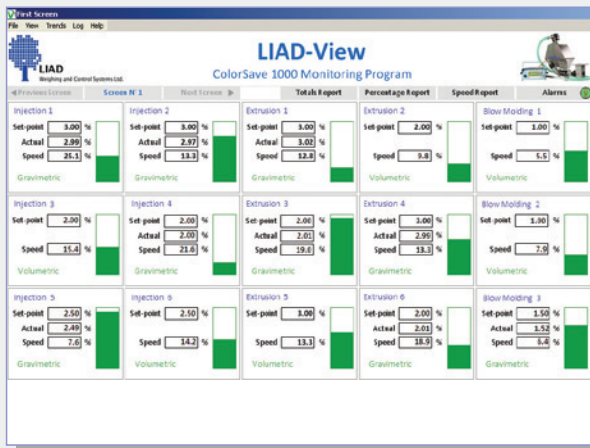 First Screen
File View Trends Log Help
LIAD
Weighing and Control Systems Ltd.
LIAD-View
ColorSave 1000 Monitoring Program
Previous Screen Screen Nº 1 Next Screen Totals Report Percentage Report Speed Report Alarms
Injection 1 Injection 2 Extrusion 1 Extrusion 2 Blow Molding 1
Set-point 3.00 % Set-point 3.00 % Set-point 3.00 % Set-point 2.00 % Set-point 1.00 %
Actual 2.99 % Actual 2.97 % Actual 3.02 %
Speed 25.1 % Speed 13.3 % Speed 12.8 % Speed 9.8 % Speed 5.5 %
Gravimetric Gravimetric Gravimetric Volumetric Volumetric
Injection 3 Injection 4 Extrusion 3 Extrusion 4 Blow Molding 2
Set-point 2.00 % Set-point 2.00 % Set-point 2.00 % Set-point 3.00 % Set-point 1.00 %
Actual 2.00 % Actual 2.01 % Actual 2.99 %
Speed 15.4 % Speed 21.6 % Speed 19.0 % Speed 13.3 % Speed 7.9 %
Volumetric Gravimetric Gravimetric Gravimetric Volumetric
Injection 5 Injection 6 Extrusion 5 Extrusion 6 Blow Molding 3
Set-point 2.50 % Set-point 2.50 % Set-point 3.00 % Set-point 2.00 % Set-point 1.50 %
Actual 2.49 % Actual 2.01 % Actual 1.52 %
Speed 7.6 % Speed 14.2 % Speed 13.3 % Speed 18.9 % Speed 6.4 %
Gravimetric Volumetric Volumetric Gravimetric Gravimetric